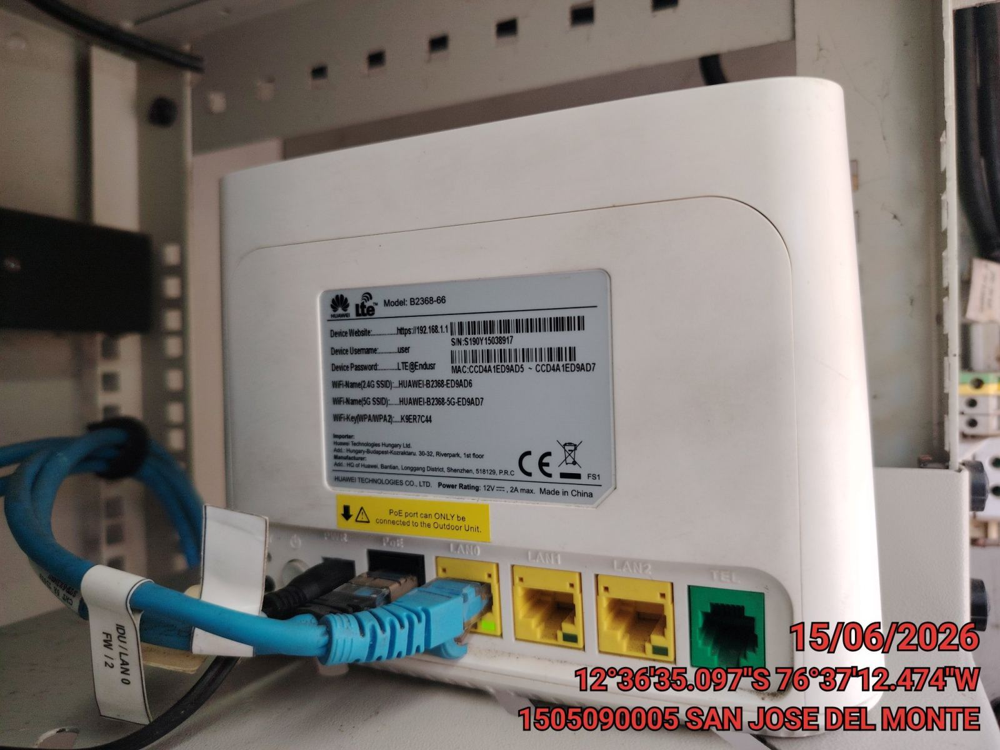 HUAWEI
Lte™
Model: B2368-66
Device Website:................https://192.168.1.1
S/N:S190Y15038917
Device Username:............user
Device Password:............LTE@Endusr
MAC:CCD4A1ED9AD5 ~ CCD4A1ED9AD7
WiFi-Name(2.4G SSID):...HUAWEI-B2368-ED9AD6
WiFi-Name(5G SSID):....HUAWEI-B2368-5G-ED9AD7
WiFi-Key(WPA/WPA2):....K9ER7C44
Importer:
Huawei Technologies Hungary Ltd.
Add.: Hungary-Budapest-Kozraktaru. 30-32, Riverpark, 1st floor
Manufacturer:
Add.: HQ of Huawei, Bantian, Longgang District, Shenzhen, 518129, P.R.C
CE
FS1
HUAWEI TECHNOLOGIES CO., LTD. Power Rating: 12V⎓, 2A max. Made in China
PoE port can ONLY be
connected to the Outdoor Unit.
PWR
PoE
LAN0
LAN1
LAN2
TEL
IDU / LAN 0
FW / 2
15/06/2026
12°36'35.097"S 76°37'12.474"W
1505090005 SAN JOSE DEL MONTE